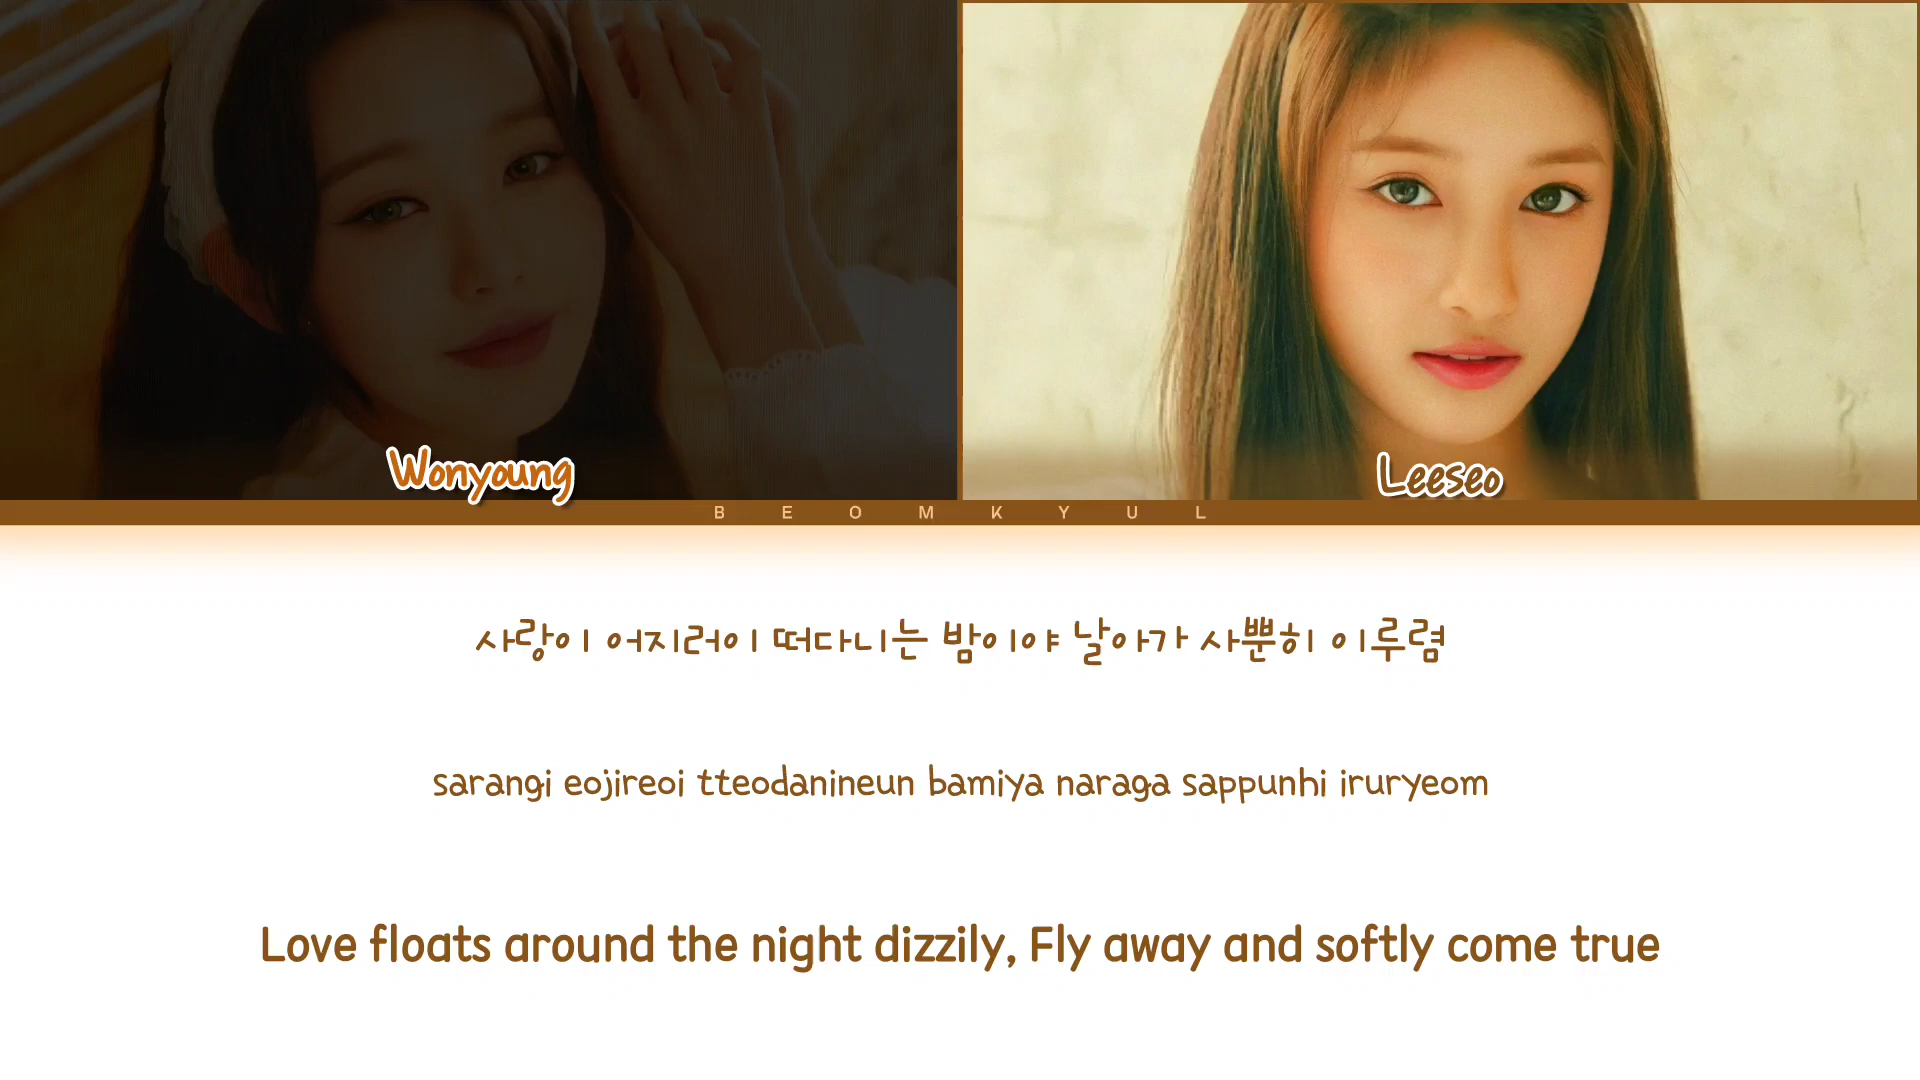 Wonyoung
Leeseo
BEOMKYUL
사랑이 어지러이 떠다니는 밤이야 날아가 사뿐히 이루렴
sarangi eojireoi tteodanineun bamiya naraga sappunhi iruryeom
Love floats around the night dizzily, Fly away and softly come true